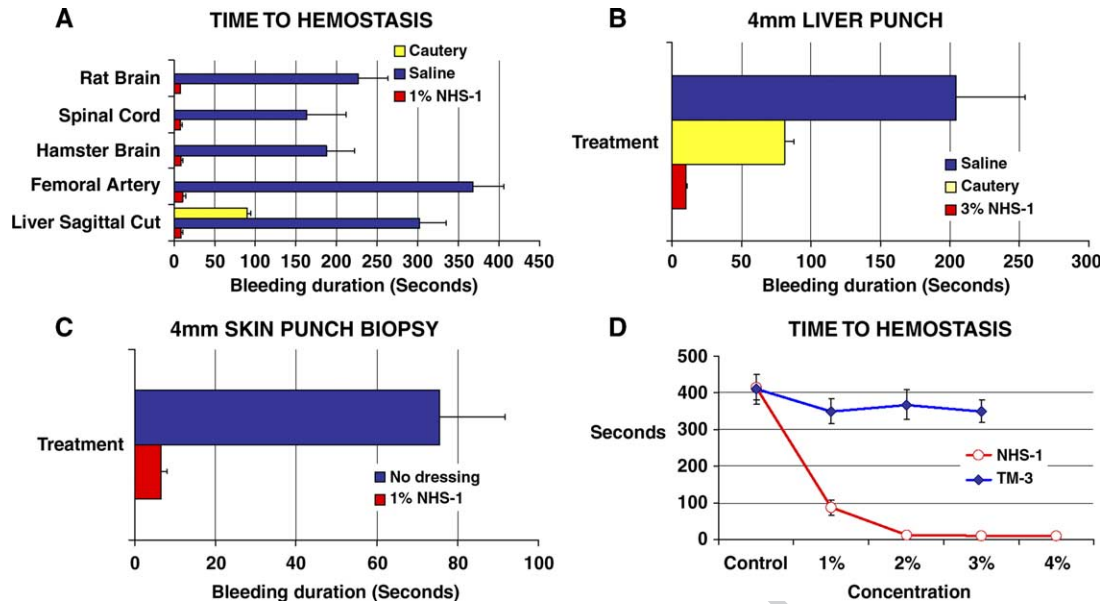 A
TIME TO HEMOSTASIS
Cautery
Saline
1% NHS-1
Rat Brain
Spinal Cord
Hamster Brain
Femoral Artery
Liver Sagittal Cut
0 50 100 150 200 250 300 350 400 450
Bleeding duration (Seconds)
B
4mm LIVER PUNCH
Treatment
Saline
Cautery
3% NHS-1
0 50 100 150 200 250 300
Bleeding duration (Seconds)
C
4mm SKIN PUNCH BIOPSY
Treatment
No dressing
1% NHS-1
0 20 40 60 80 100
Bleeding duration (Seconds)
D
TIME TO HEMOSTASIS
500
400
300
200
100
0
Seconds
NHS-1
TM-3
Control 1% 2% 3% 4%
Concentration